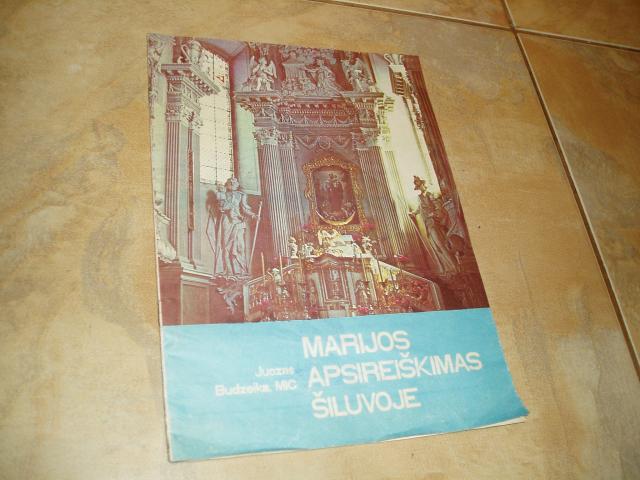 Juozas
Budzeika, MIC
MARIJOS
APSIREIŠKIMAS
ŠILUVOJE